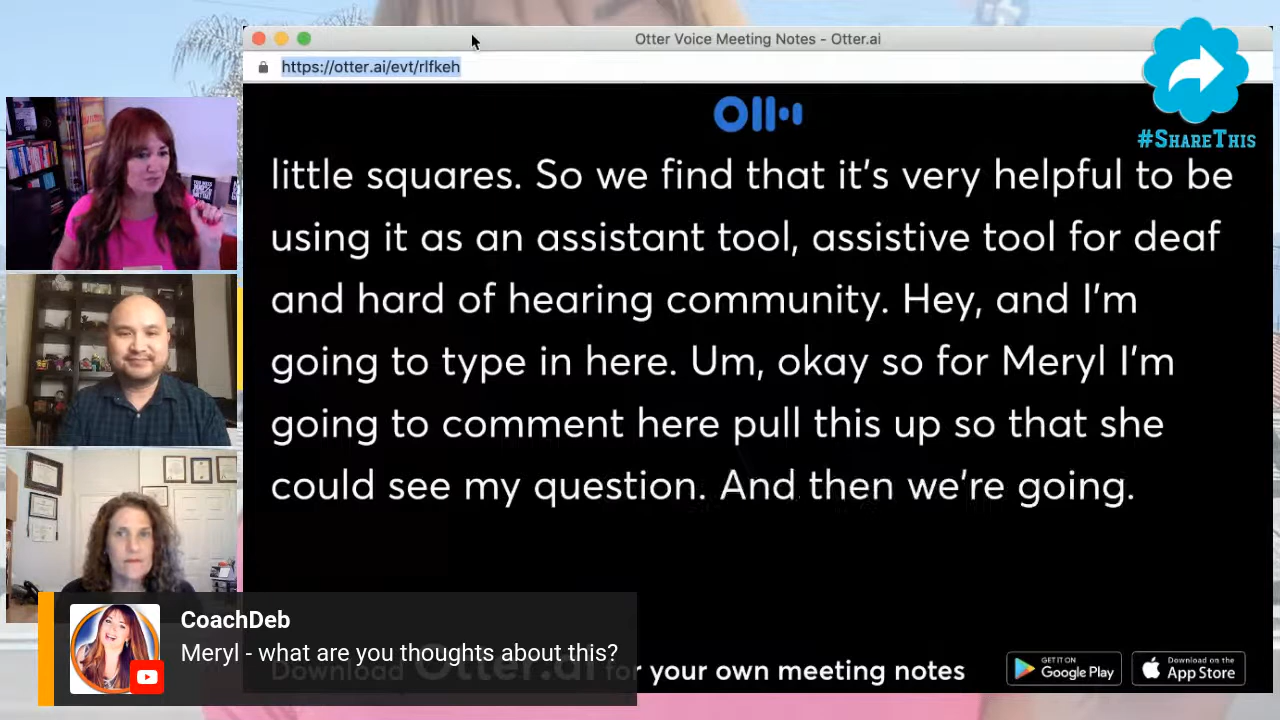 Otter Voice Meeting Notes - Otter.ai
https://otter.ai/evt/rlfkeh
#SHARETHIS
little squares. So we find that it's very helpful to be
using it as an assistant tool, assistive tool for deaf
and hard of hearing community. Hey, and I'm
going to type in here. Um, okay so for Meryl I'm
going to comment here pull this up so that she
could see my question. And then we're going.
CoachDeb
Meryl - what are you thoughts about this?
Download Otter.ai for your own meeting notes
GET IT ON
Google Play
Download on the
App Store